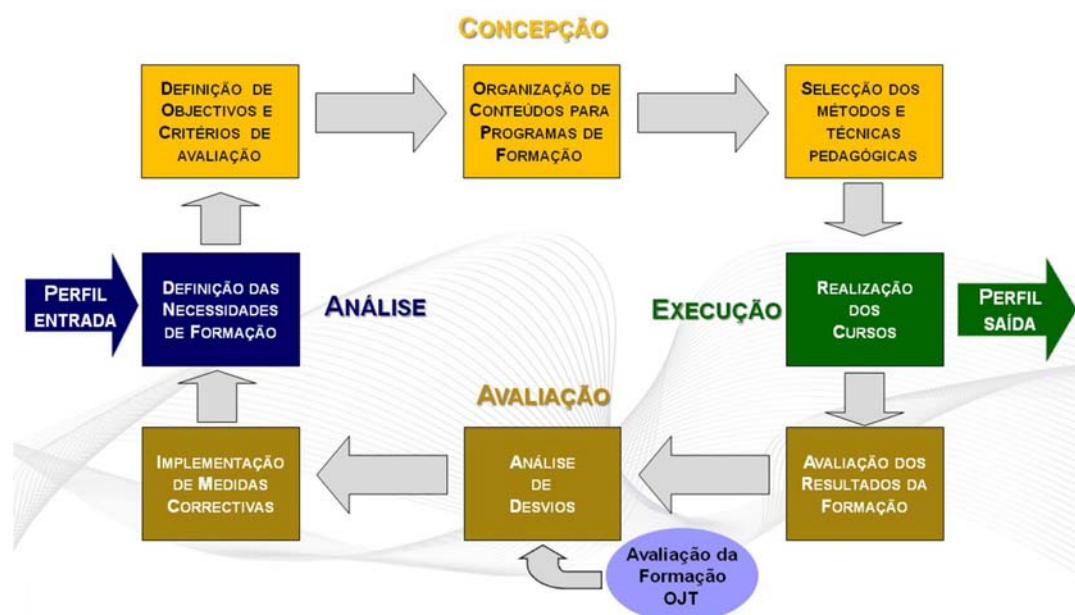 CONCEPÇÃO
DEFINIÇÃO DE
OBJECTIVOS E
CRITÉRIOS DE
AVALIAÇÃO
ORGANIZAÇÃO DE
CONTEÚDOS PARA
PROGRAMAS DE
FORMAÇÃO
SELECÇÃO DOS
MÉTODOS E
TÉCNICAS
PEDAGÓGICAS
PERFIL
ENTRADA
DEFINIÇÃO DAS
NECESSIDADES
DE FORMAÇÃO
ANÁLISE
EXECUÇÃO
REALIZAÇÃO
DOS
CURSOS
PERFIL
SAÍDA
AVALIAÇÃO
IMPLEMENTAÇÃO
DE MEDIDAS
CORRECTIVAS
ANÁLISE
DE
DESVIOS
AVALIAÇÃO DOS
RESULTADOS DA
FORMAÇÃO
Avaliação da
Formação
OJT